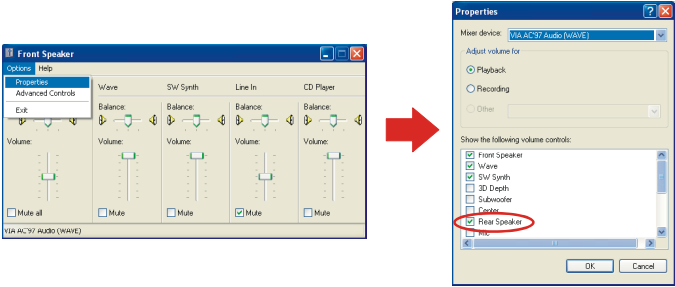 Front Speaker
Options Help
Properties
Advanced Controls
Exit
Wave SW Synth Line In CD Player
Balance: Balance: Balance: Balance:
Volume: Volume: Volume: Volume: Volume:
Mute all Mute Mute Mute Mute
VIA AC'97 Audio (WAVE)
Properties
Mixer device: VIA AC'97 Audio (WAVE)
Adjust volume for
Playback
Recording
Other
Show the following volume controls:
Front Speaker
Wave
SW Synth
3D Depth
Subwoofer
Center
Rear Speaker
Mic
OK Cancel